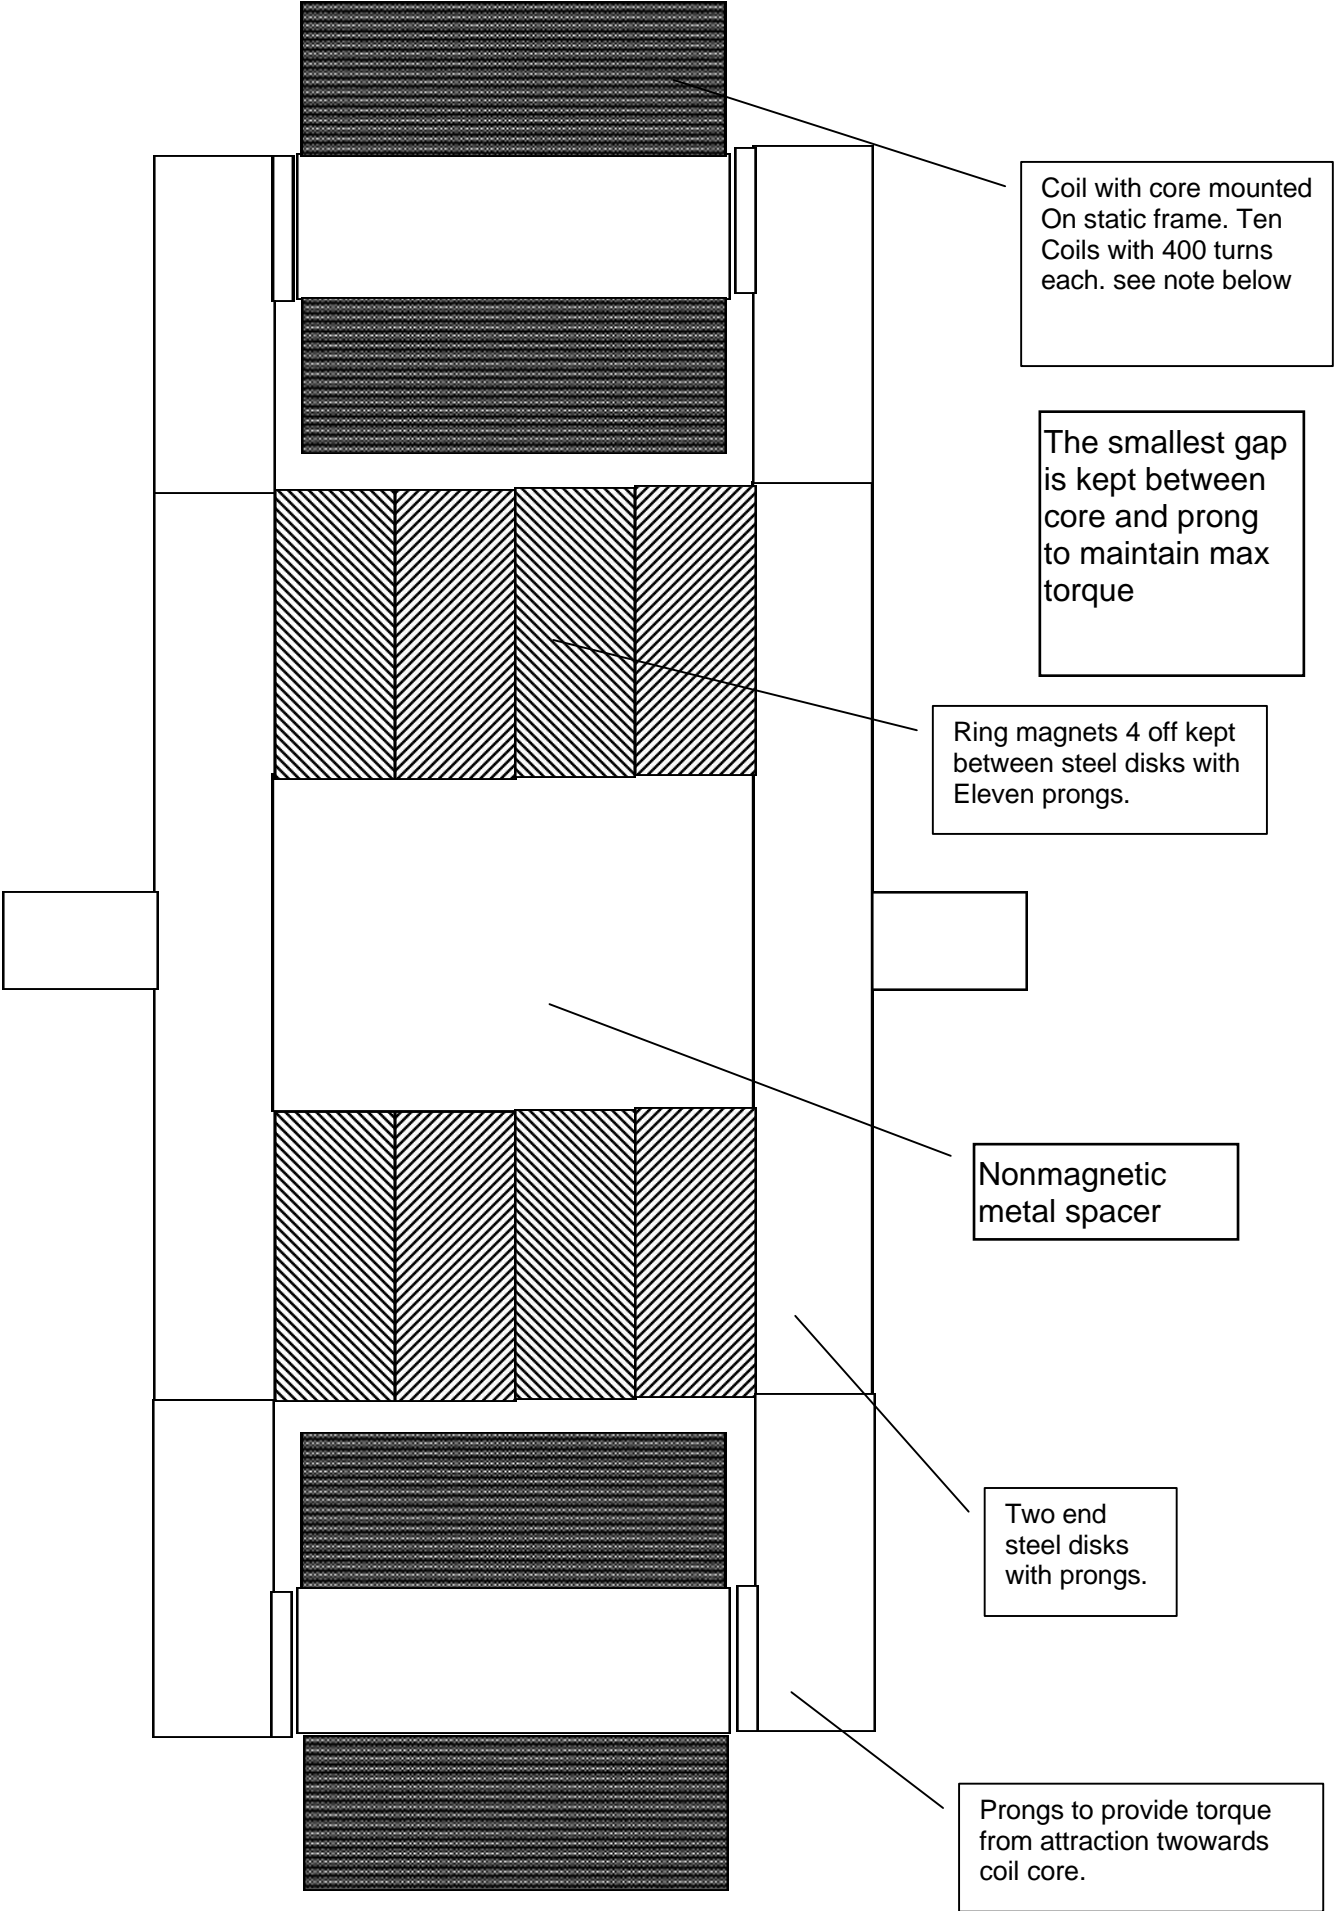 Coil with core mounted
On static frame. Ten
Coils with 400 turns
each. see note below
The smallest gap
is kept between
core and prong
to maintain max
torque
Ring magnets 4 off kept
between steel disks with
Eleven prongs.
Nonmagnetic
metal spacer
Two end
steel disks
with prongs.
Prongs to provide torque
from attraction twowards
coil core.